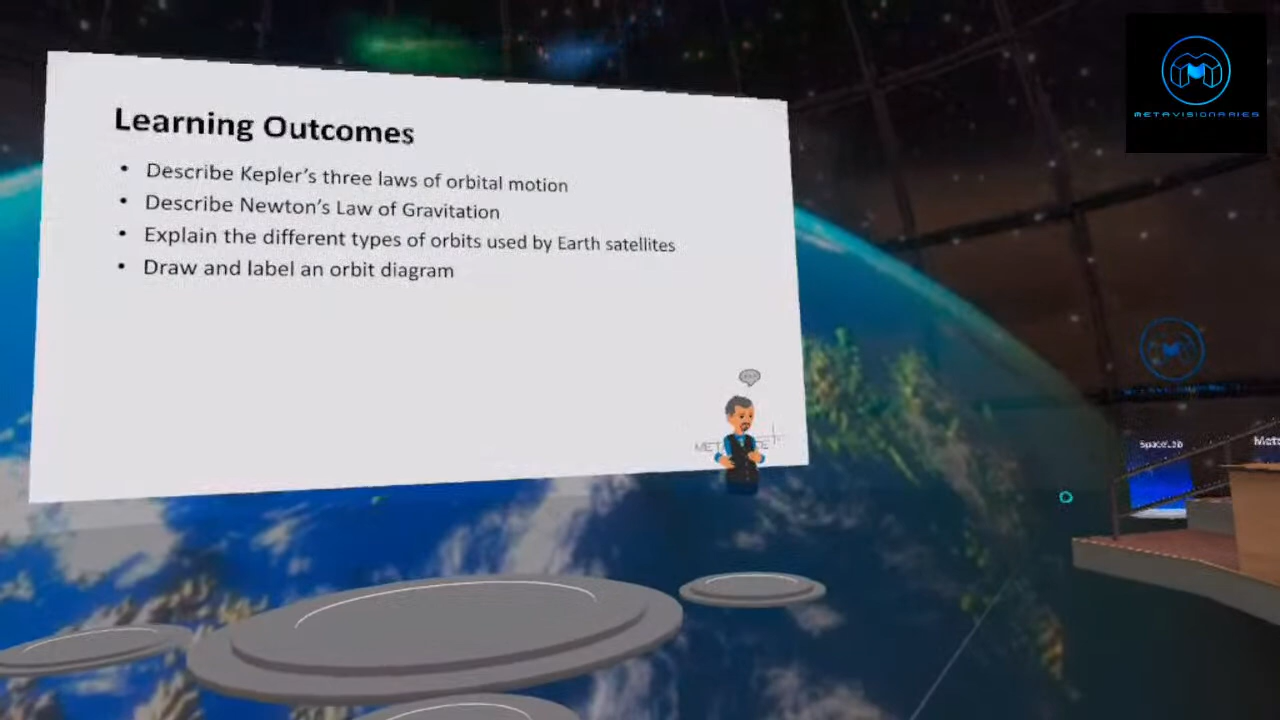 Learning Outcomes
• Describe Kepler's three laws of orbital motion
• Describe Newton's Law of Gravitation
• Explain the different types of orbits used by Earth satellites
• Draw and label an orbit diagram
METAVISIONARIES
SpaceLab